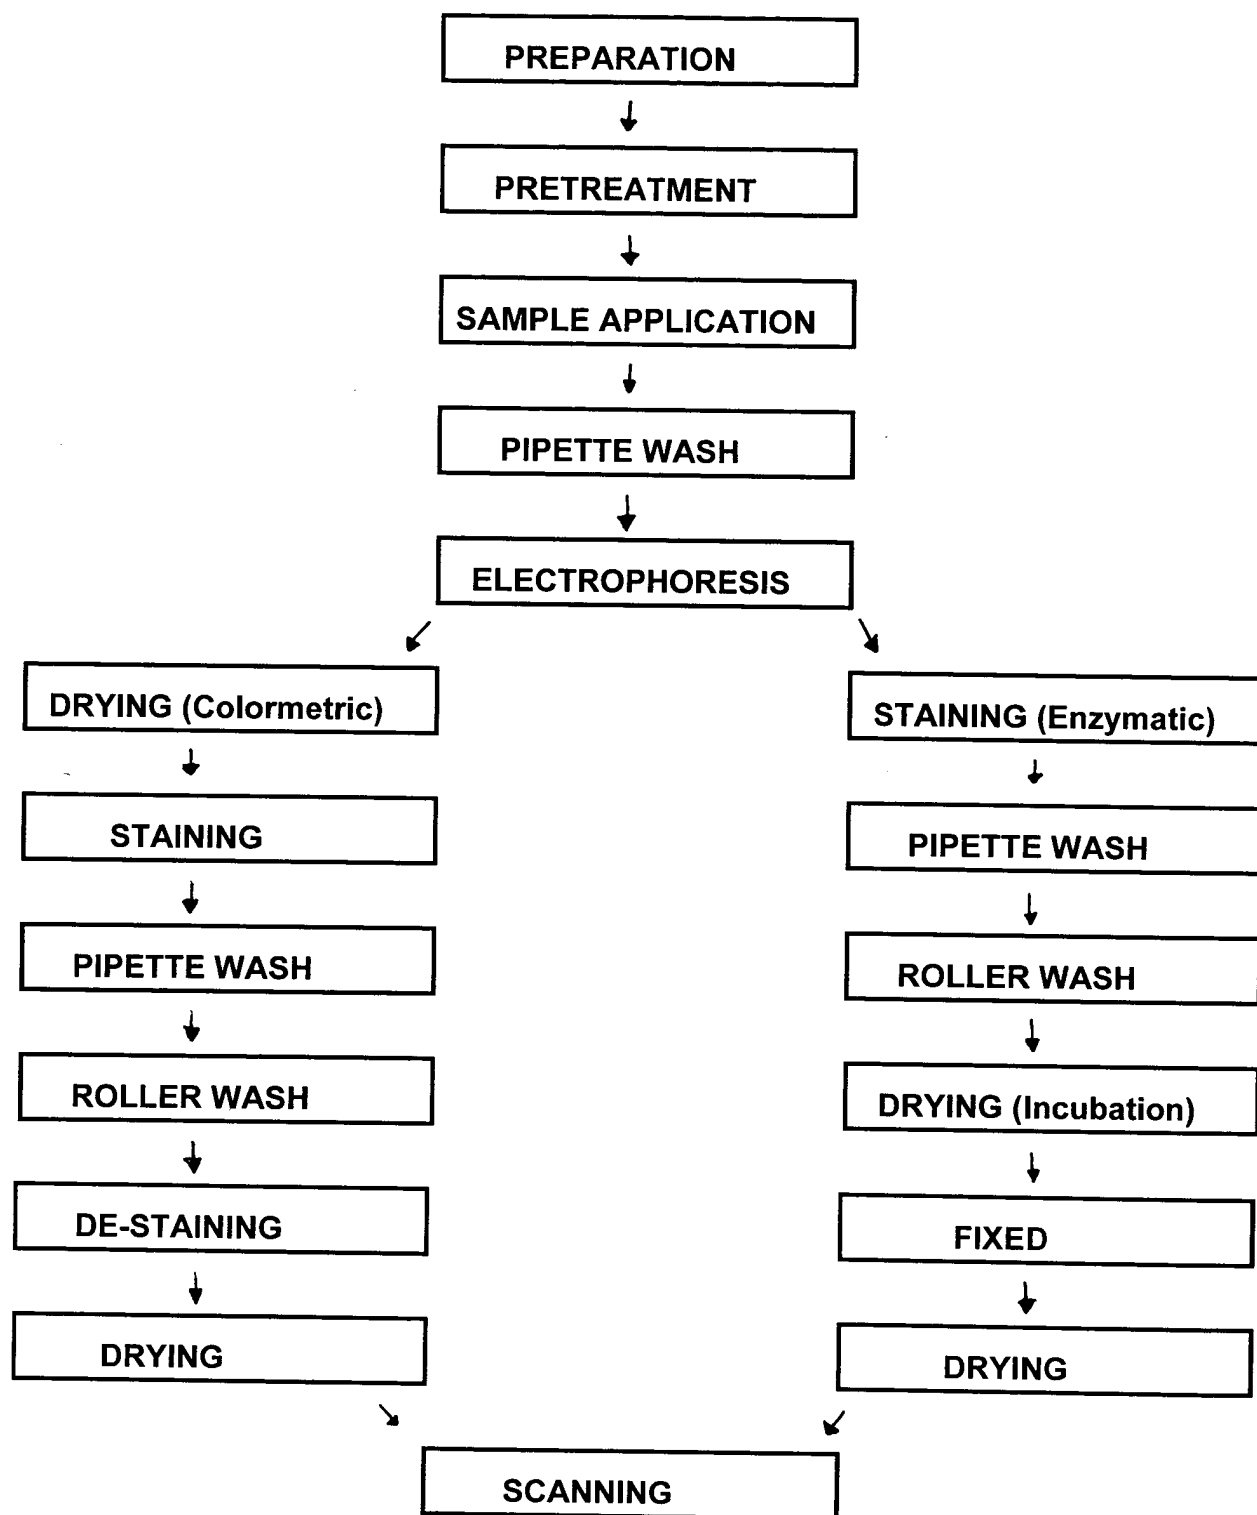 PREPARATION
PRETREATMENT
SAMPLE APPLICATION
PIPETTE WASH
ELECTROPHORESIS
DRYING (Colormetric)
STAINING
PIPETTE WASH
ROLLER WASH
DE-STAINING
DRYING
STAINING (Enzymatic)
PIPETTE WASH
ROLLER WASH
DRYING (Incubation)
FIXED
DRYING
SCANNING